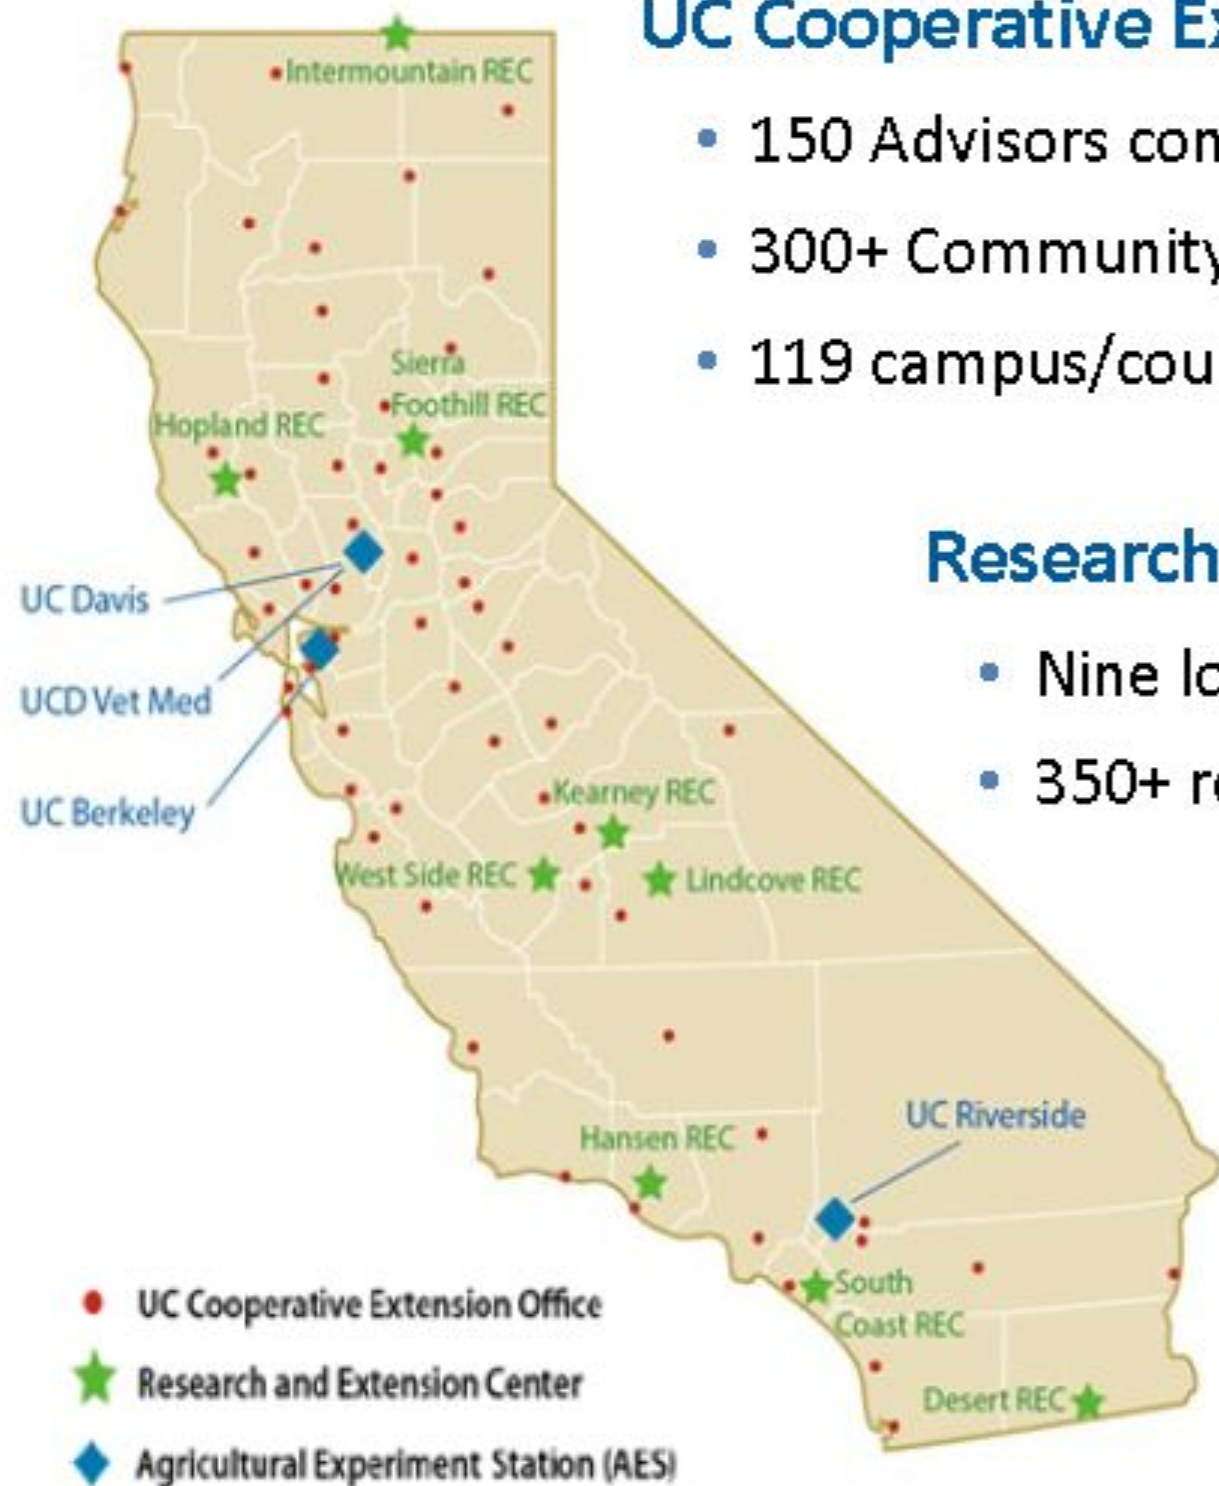 UC Cooperative Ex
• 150 Advisors con
• 300+ Community
• 119 campus/cou
Research
• Nine lo
• 350+ re
Intermountain REC
Sierra
Foothill REC
Hopland REC
UC Davis
UCD Vet Med
UC Berkeley
Kearney REC
West Side REC
Lindcove REC
UC Riverside
Hansen REC
South
Coast REC
Desert REC
UC Cooperative Extension Office
Research and Extension Center
Agricultural Experiment Station (AES)